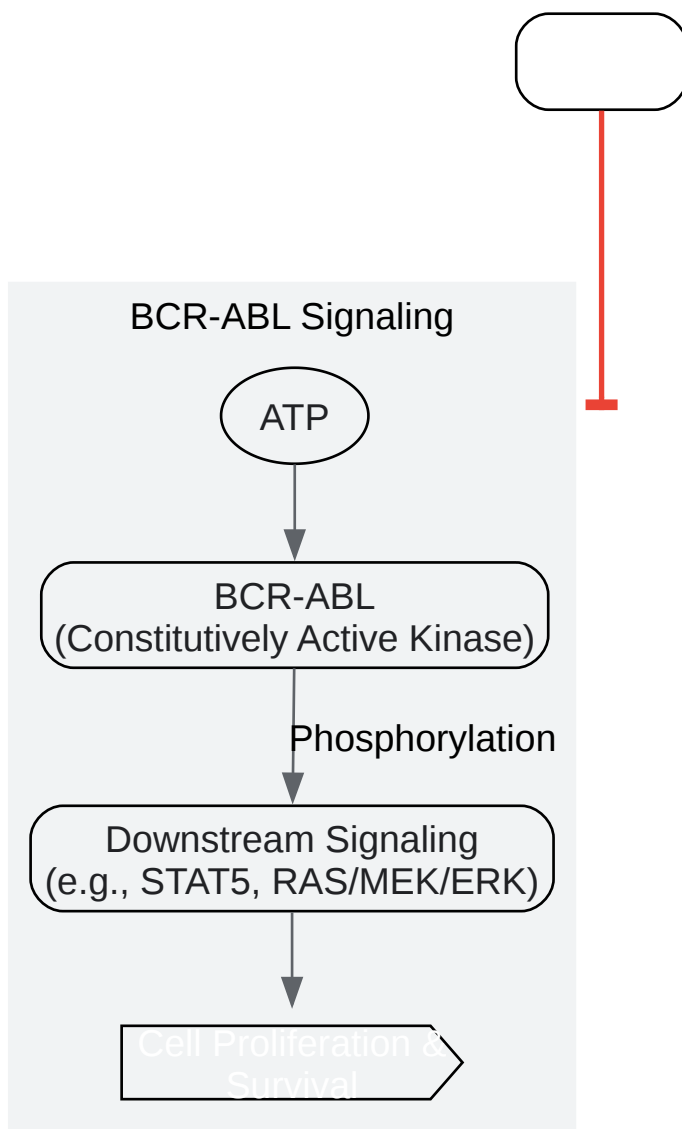 BCR-ABL Signaling
ATP
BCR-ABL
(Constitutively Active Kinase)
Phosphorylation
Downstream Signaling
(e.g., STAT5, RAS/MEK/ERK)
Cell Proliferation &
Survival